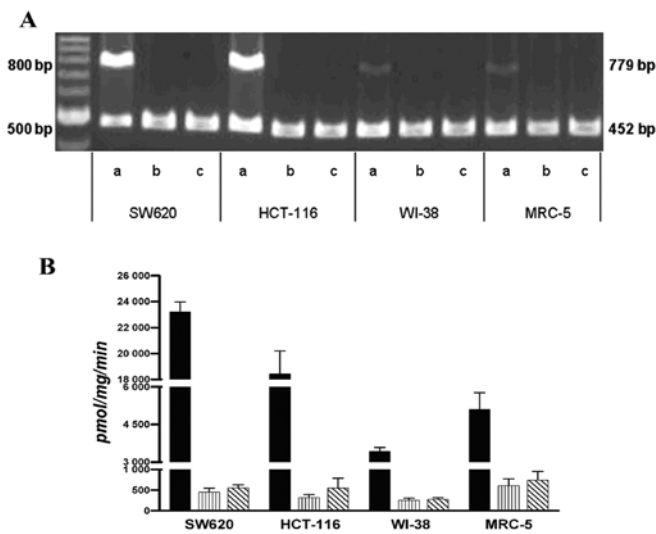 A
800 bp 779 bp
500 bp 452 bp
a b c a b c a b c a b c
SW620 HCT-116 WI-38 MRC-5
B
pmol/mg/min
26 000
24 000
22 000
20 000
18 000
6 000
4 500
3 000
1 000
500
0
SW620 HCT-116 WI-38 MRC-5